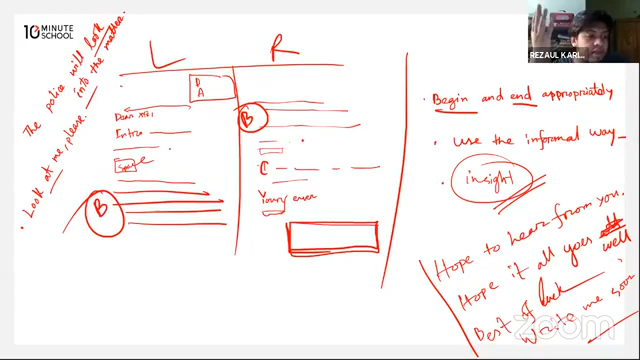 10 MINUTE
SCHOOL
The police will look
into the matter.
Look at me, please.
L
R
D
A
Dear
Intro
B
B
C
Your ever
Begin and end appropriately
Use the informal way
insight
Hope to hear from you.
Hope it all goes well
Best of luck
Write me soon
REZAUL KARI...
zoom